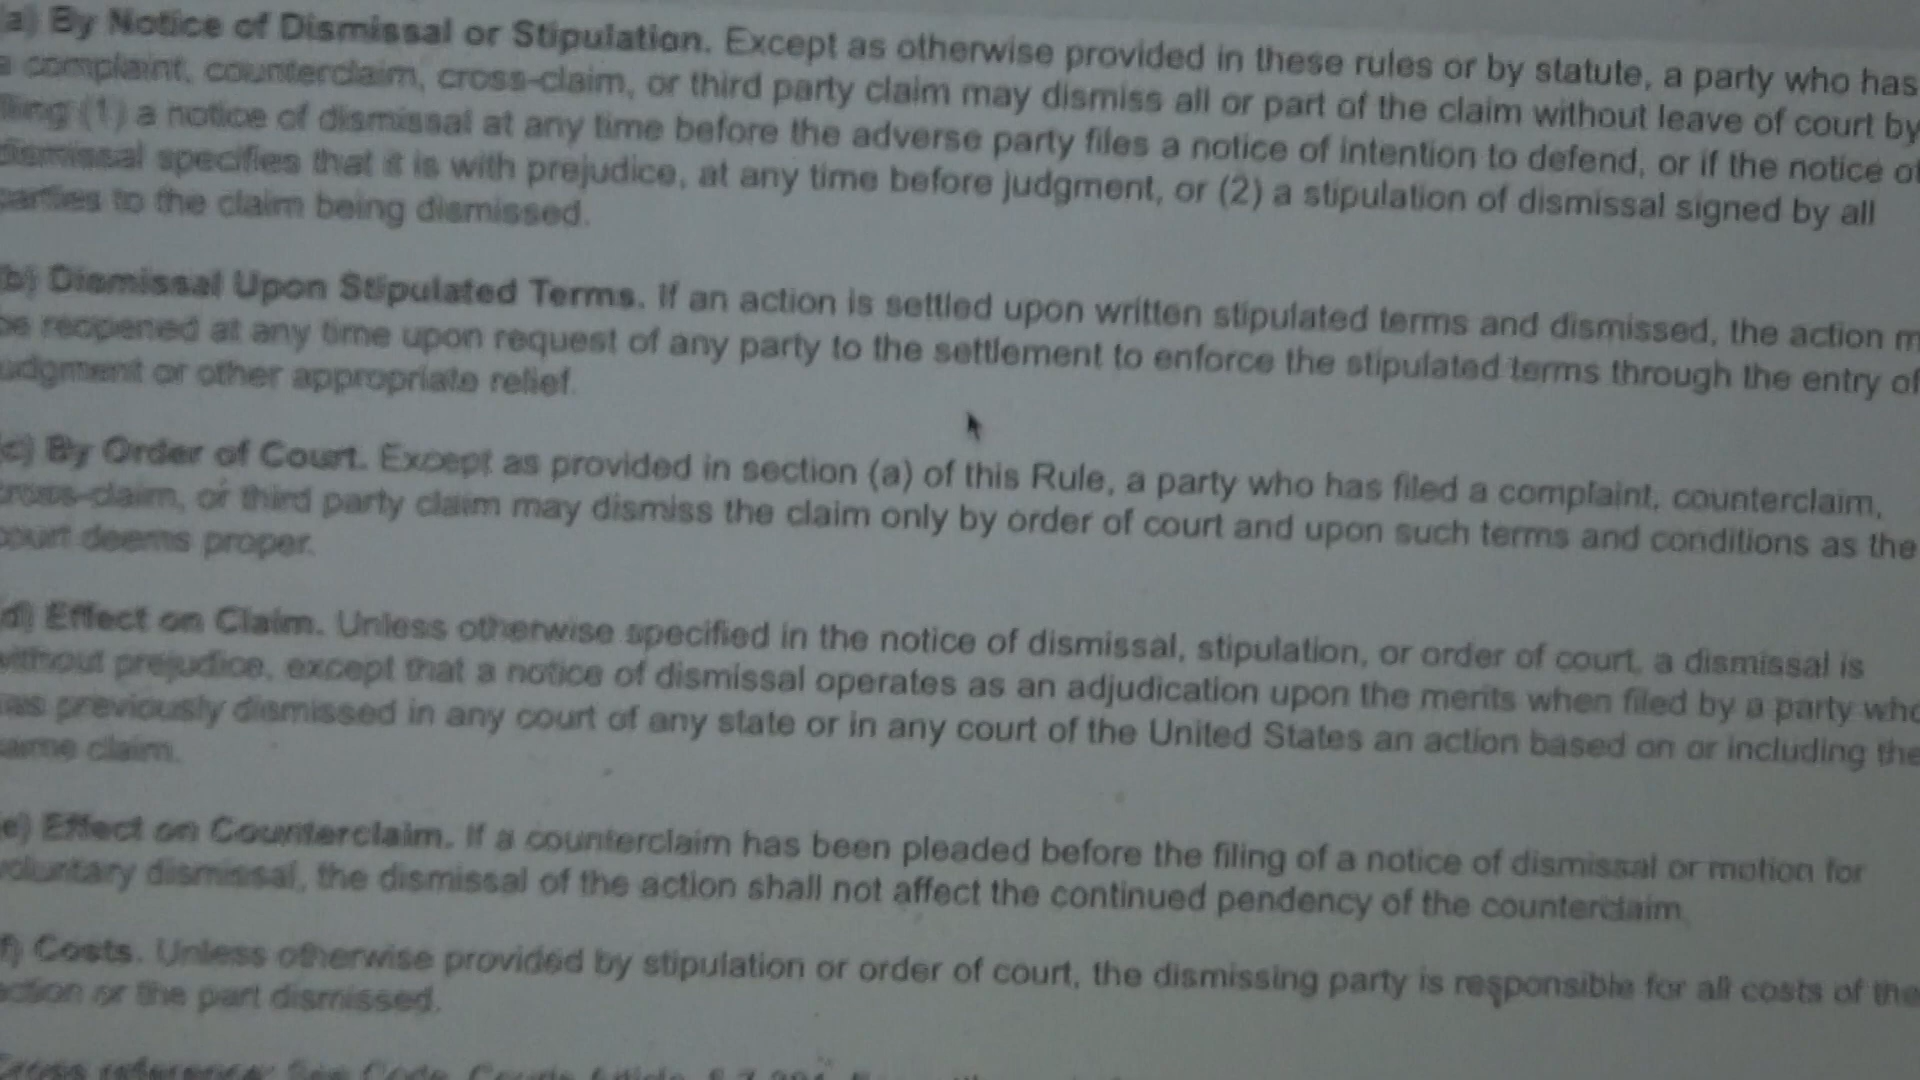 a) By Notice of Dismissal or Stipulation. Except as otherwise provided in these rules or by statute, a party who has
a complaint, counterclaim, cross-claim, or third party claim may dismiss all or part of the claim without leave of court by
filing (1) a notice of dismissal at any time before the adverse party files a notice of intention to defend, or if the notice of
dismissal specifies that it is with prejudice, at any time before judgment, or (2) a stipulation of dismissal signed by all
parties to the claim being dismissed.
b) Dismissal Upon Stipulated Terms. If an action is settled upon written stipulated terms and dismissed, the action m
be reopened at any time upon request of any party to the settlement to enforce the stipulated terms through the entry of
udgment or other appropriate relief.
c) By Order of Court. Except as provided in section (a) of this Rule, a party who has filed a complaint, counterclaim,
cross-claim, or third party claim may dismiss the claim only by order of court and upon such terms and conditions as the
court deems proper.
d) Effect on Claim. Unless otherwise specified in the notice of dismissal, stipulation, or order of court, a dismissal is
without prejudice, except that a notice of dismissal operates as an adjudication upon the merits when filed by a party who
has previously dismissed in any court of any state or in any court of the United States an action based on or including the
same claim.
e) Effect on Counterclaim. If a counterclaim has been pleaded before the filing of a notice of dismissal or motion for
voluntary dismissal, the dismissal of the action shall not affect the continued pendency of the counterclaim.
f) Costs. Unless otherwise provided by stipulation or order of court, the dismissing party is responsible for all costs of the
action or the part dismissed.
Cross reference: See Code, Courts Article, §